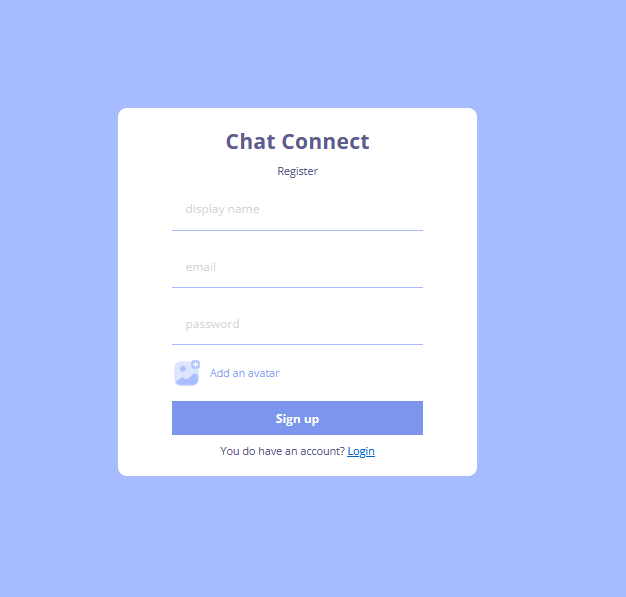 Chat Connect
Register
display name
email
password
Add an avatar
Sign up
You do have an account? Login